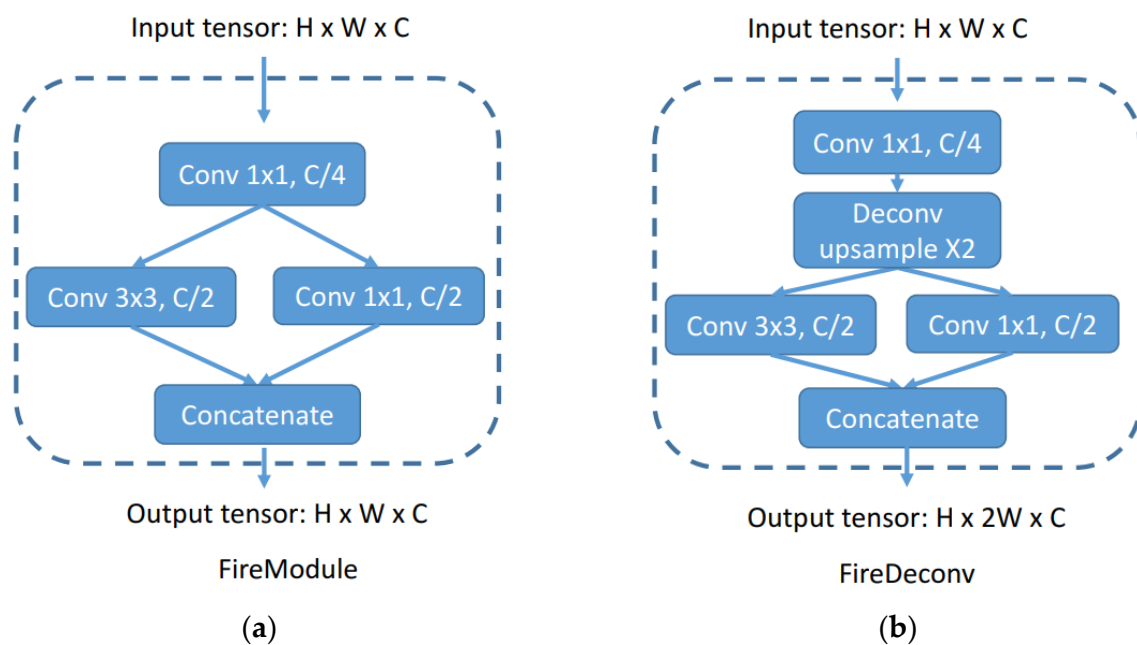 Input tensor: H x W x C
Conv 1x1, C/4
Conv 3x3, C/2
Conv 1x1, C/2
Concatenate
Output tensor: H x W x C
FireModule
(a)
Input tensor: H x W x C
Conv 1x1, C/4
Deconv
upsample X2
Conv 3x3, C/2
Conv 1x1, C/2
Concatenate
Output tensor: H x 2W x C
FireDeconv
(b)